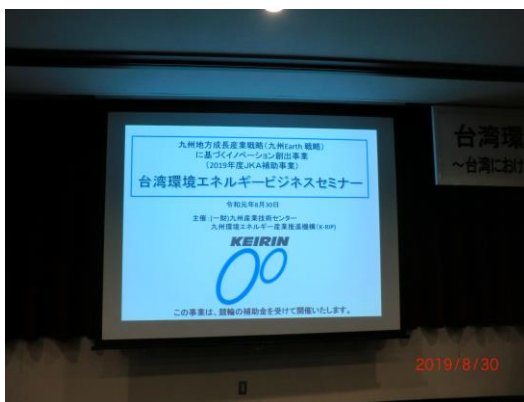 九州地方成長産業戦略(九州Earth 戦略)
に基づくイノベーション創出事業
(2019年度JKA補助事業)
台湾環境エネルギービジネスセミナー
令和元年8月30日
主催:(一財)九州産業技術センター
九州環境エネルギー産業推進機構(K-RIP)
KEIRIN
この事業は、競輪の補助金を受けて開催いたします。
台湾環
~台湾におけ
2019/8/30